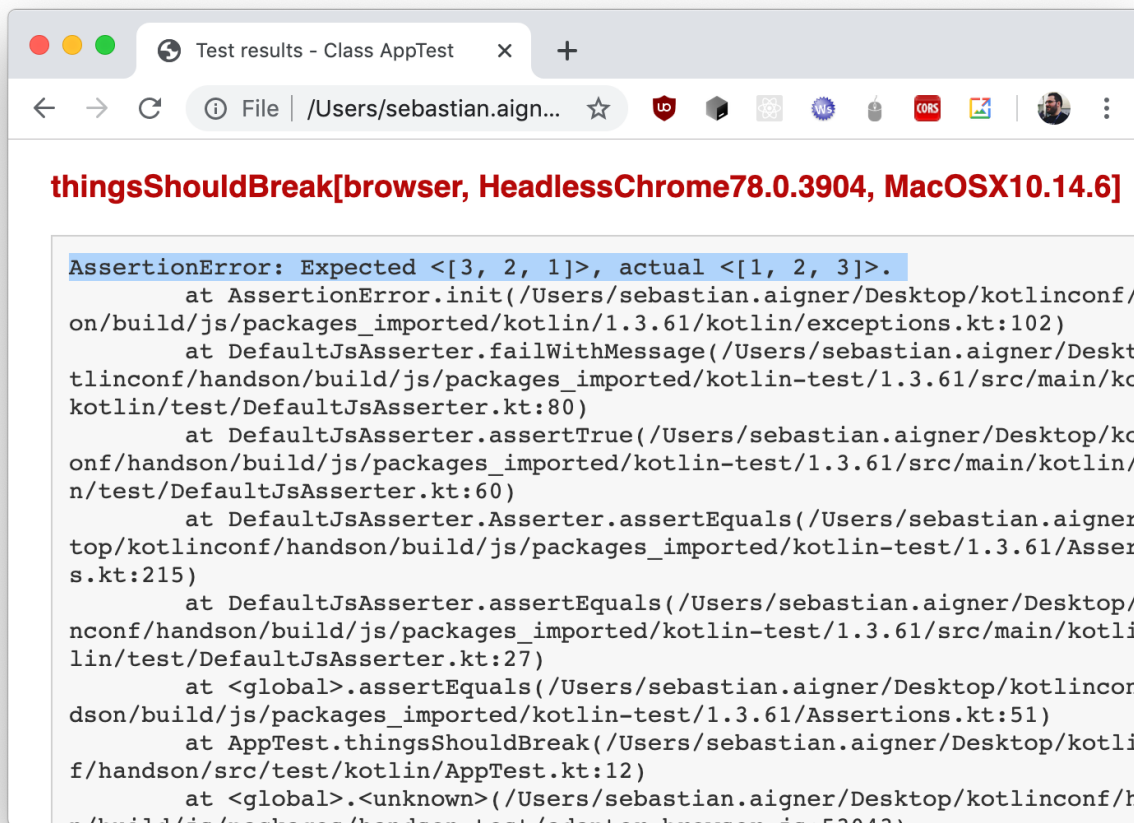 Test results - Class AppTest
File /Users/sebastian.aign...
UD
Ws
CORS
thingsShouldBreak[browser, HeadlessChrome78.0.3904, MacOSX10.14.6]
AssertionError: Expected <[3, 2, 1]>, actual <[1, 2, 3]>.
at AssertionError.init(/Users/sebastian.aigner/Desktop/kotlinconf/
on/build/js/packages_imported/kotlin/1.3.61/kotlin/exceptions.kt:102)
at DefaultJsAsserter.failWithMessage(/Users/sebastian.aigner/Deskt
tlinconf/handson/build/js/packages_imported/kotlin-test/1.3.61/src/main/ko
kotlin/test/DefaultJsAsserter.kt:80)
at DefaultJsAsserter.assertTrue(/Users/sebastian.aigner/Desktop/ko
onf/handson/build/js/packages_imported/kotlin-test/1.3.61/src/main/kotlin/
n/test/DefaultJsAsserter.kt:60)
at DefaultJsAsserter.Asserter.assertEquals(/Users/sebastian.aigner
top/kotlinconf/handson/build/js/packages_imported/kotlin-test/1.3.61/Asser
s.kt:215)
at DefaultJsAsserter.assertEquals(/Users/sebastian.aigner/Desktop/
nconf/handson/build/js/packages_imported/kotlin-test/1.3.61/src/main/kotli
lin/test/DefaultJsAsserter.kt:27)
at <global>.assertEquals(/Users/sebastian.aigner/Desktop/kotlincon
dson/build/js/packages_imported/kotlin-test/1.3.61/Assertions.kt:51)
at AppTest.thingsShouldBreak(/Users/sebastian.aigner/Desktop/kotli
f/handson/src/test/kotlin/AppTest.kt:12)
at <global>.<unknown>(/Users/sebastian.aigner/Desktop/kotlinconf/h